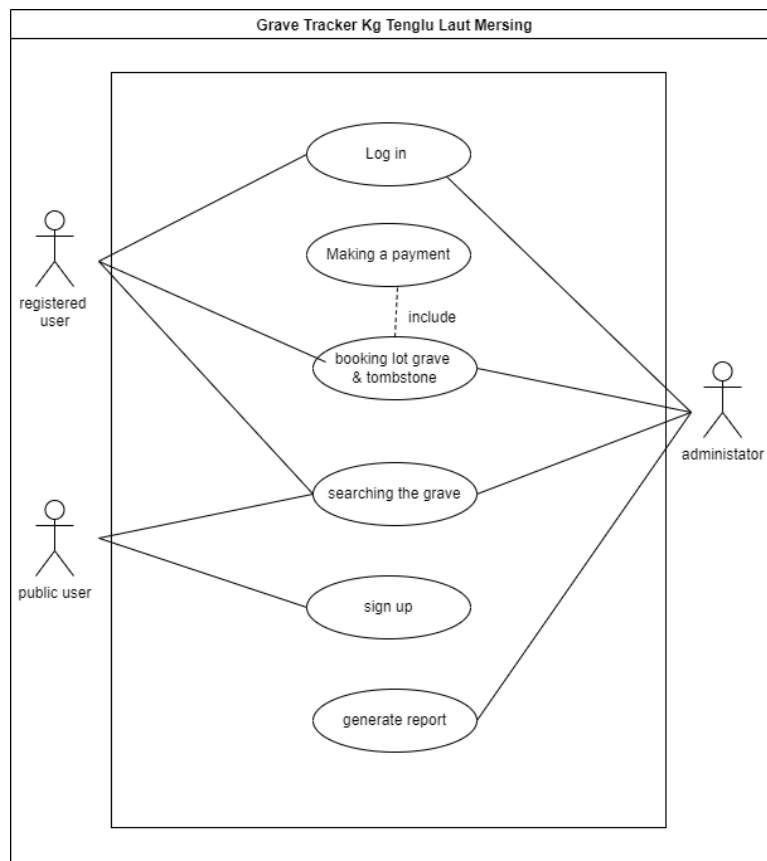 Grave Tracker Kg Tenglu Laut Mersing
Log in
Making a payment
registered
user
include
booking lot grave
& tombstone
administator
searching the grave
public user
sign up
generate report